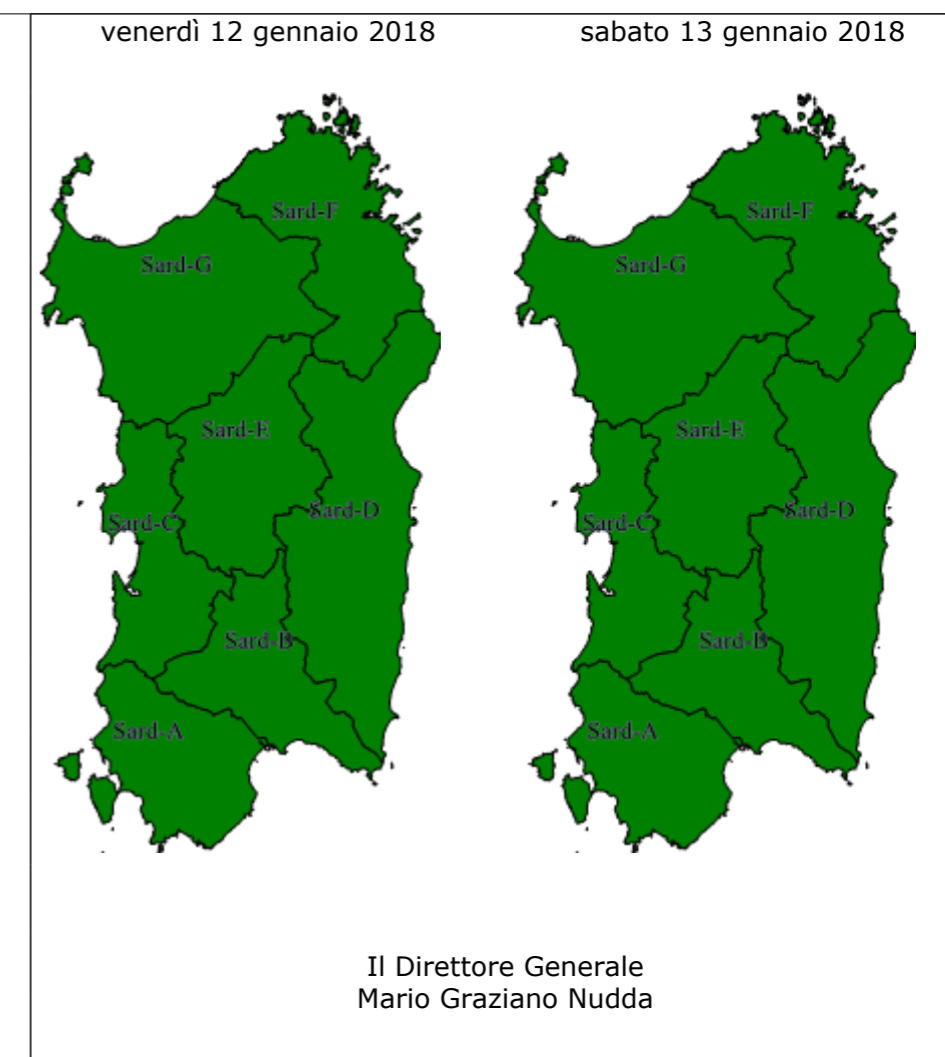 venerdì 12 gennaio 2018
sabato 13 gennaio 2018
Sard-F
Sard-G
Sard-E
Sard-D
Sard-C
Sard-B
Sard-A
Sard-F
Sard-G
Sard-E
Sard-D
Sard-C
Sard-B
Sard-A
Il Direttore Generale
Mario Graziano Nudda